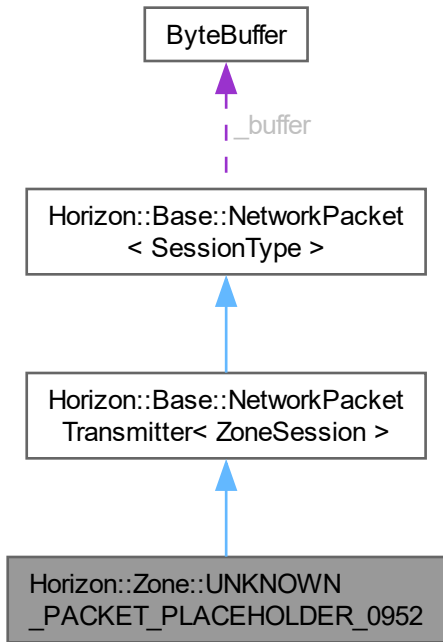 ByteBuffer
_buffer
Horizon::Base::NetworkPacket
< SessionType >
Horizon::Base::NetworkPacket
Transmitter< ZoneSession >
Horizon::Zone::UNKNOWN
_PACKET_PLACEHOLDER_0952